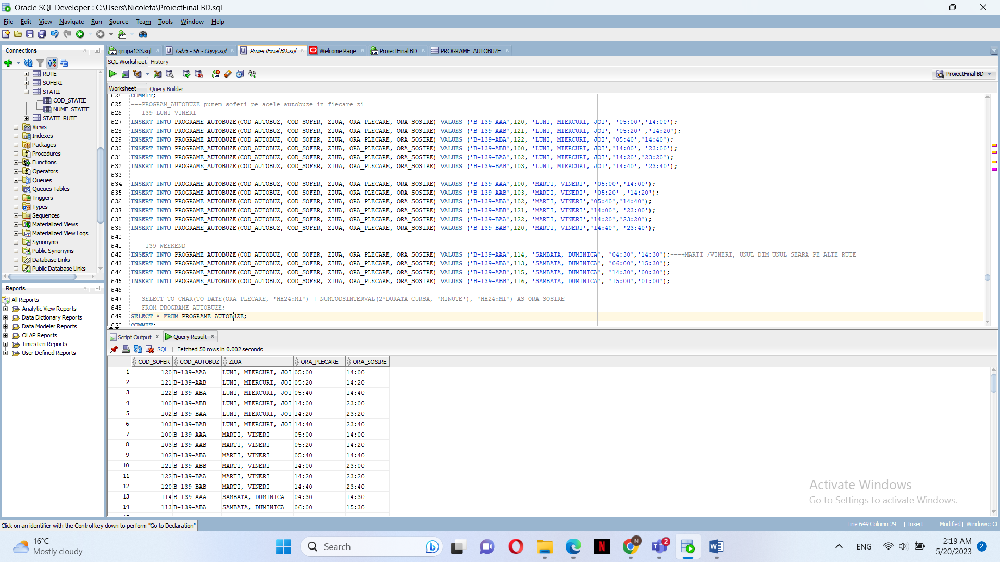 Oracle SQL Developer : C:\Users\Nicoleta\ProiectFinal BD.sql
File Edit View Navigate Run Source Team Tools Window Help
Connections
grupa133.sql
Lab5 - S6 - Copy.sql
ProiectFinal BD.sql
Welcome Page
ProiectFinal BD
PROGRAME_AUTOBUZE
SQL Worksheet History
ProiectFinal BD
Worksheet Query Builder
RUTE
SOFERI
STATII
COD_STATIE
NUME_STATIE
STATII_RUTE
Views
Indexes
Packages
Procedures
Functions
Operators
Queues
Queues Tables
Triggers
Types
Sequences
Materialized Views
Materialized View Logs
Synonyms
Public Synonyms
Database Links
Public Database Links
Reports
All Reports
Analytic View Reports
Data Dictionary Reports
Data Modeler Reports
OLAP Reports
TimesTen Reports
User Defined Reports
624 COMMIT;
625 ---PROGRAM_AUTOBUZE punem soferi pe acele autobuze in fiecare zi
626 ---139 LUNI-VINERI
627 INSERT INTO PROGRAME_AUTOBUZE(COD_AUTOBUZ, COD_SOFER, ZIUA, ORA_PLECARE, ORA_SOSIRE) VALUES ('B-139-AAA',120, 'LUNI, MIERCURI, JOI', '05:00','14:00');
628 INSERT INTO PROGRAME_AUTOBUZE(COD_AUTOBUZ, COD_SOFER, ZIUA, ORA_PLECARE, ORA_SOSIRE) VALUES ('B-139-AAB',121, 'LUNI, MIERCURI, JOI', '05:20' ,'14:20');
629 INSERT INTO PROGRAME_AUTOBUZE(COD_AUTOBUZ, COD_SOFER, ZIUA, ORA_PLECARE, ORA_SOSIRE) VALUES ('B-139-ABA',122, 'LUNI, MIERCURI, JOI','05:40','14:40');
630 INSERT INTO PROGRAME_AUTOBUZE(COD_AUTOBUZ, COD_SOFER, ZIUA, ORA_PLECARE, ORA_SOSIRE) VALUES ('B-139-ABB',100, 'LUNI, MIERCURI, JOI','14:00', '23:00');
631 INSERT INTO PROGRAME_AUTOBUZE(COD_AUTOBUZ, COD_SOFER, ZIUA, ORA_PLECARE, ORA_SOSIRE) VALUES ('B-139-BAA',102, 'LUNI, MIERCURI, JOI','14:20','23:20');
632 INSERT INTO PROGRAME_AUTOBUZE(COD_AUTOBUZ, COD_SOFER, ZIUA, ORA_PLECARE, ORA_SOSIRE) VALUES ('B-139-BAB',103, 'LUNI, MIERCURI, JOI','14:40', '23:40');
633
634 INSERT INTO PROGRAME_AUTOBUZE(COD_AUTOBUZ, COD_SOFER, ZIUA, ORA_PLECARE, ORA_SOSIRE) VALUES ('B-139-AAA',100, 'MARTI, VINERI', '05:00','14:00');
635 INSERT INTO PROGRAME_AUTOBUZE(COD_AUTOBUZ, COD_SOFER, ZIUA, ORA_PLECARE, ORA_SOSIRE) VALUES ('B-139-AAB',103, 'MARTI, VINERI', '05:20' ,'14:20');
636 INSERT INTO PROGRAME_AUTOBUZE(COD_AUTOBUZ, COD_SOFER, ZIUA, ORA_PLECARE, ORA_SOSIRE) VALUES ('B-139-ABA',102, 'MARTI, VINERI','05:40','14:40');
637 INSERT INTO PROGRAME_AUTOBUZE(COD_AUTOBUZ, COD_SOFER, ZIUA, ORA_PLECARE, ORA_SOSIRE) VALUES ('B-139-ABB',121, 'MARTI, VINERI','14:00', '23:00');
638 INSERT INTO PROGRAME_AUTOBUZE(COD_AUTOBUZ, COD_SOFER, ZIUA, ORA_PLECARE, ORA_SOSIRE) VALUES ('B-139-BAA',122, 'MARTI, VINERI','14:20','23:20');
639 INSERT INTO PROGRAME_AUTOBUZE(COD_AUTOBUZ, COD_SOFER, ZIUA, ORA_PLECARE, ORA_SOSIRE) VALUES ('B-139-BAB',120, 'MARTI, VINERI','14:40', '23:40');
640
641 ----139 WEEKEND
642 INSERT INTO PROGRAME_AUTOBUZE(COD_AUTOBUZ, COD_SOFER, ZIUA, ORA_PLECARE, ORA_SOSIRE) VALUES ('B-139-AAA',114, 'SAMBATA, DUMINICA', '04:30','14:30');---+MARTI /VINERI, UNUL DIM UNUL SEARA PE ALTE RUTE
643 INSERT INTO PROGRAME_AUTOBUZE(COD_AUTOBUZ, COD_SOFER, ZIUA, ORA_PLECARE, ORA_SOSIRE) VALUES ('B-139-ABA',113, 'SAMBATA, DUMINICA', '06:00','15:30');
644 INSERT INTO PROGRAME_AUTOBUZE(COD_AUTOBUZ, COD_SOFER, ZIUA, ORA_PLECARE, ORA_SOSIRE) VALUES ('B-139-AAB',115, 'SAMBATA, DUMINICA', '14:30','00:30');
645 INSERT INTO PROGRAME_AUTOBUZE(COD_AUTOBUZ, COD_SOFER, ZIUA, ORA_PLECARE, ORA_SOSIRE) VALUES ('B-139-ABB',116, 'SAMBATA, DUMINICA', '15:00','01:00');
646
647 ---SELECT TO_CHAR(TO_DATE(ORA_PLECARE, 'HH24:MI') + NUMTODSINTERVAL(2*DURATA_CURSA, 'MINUTE'), 'HH24:MI') AS ORA_SOSIRE
648 ---FROM PROGRAME_AUTOBUZE;
649 SELECT * FROM PROGRAME_AUTOBUZE;
650 COMMIT;
Script Output Query Result
SQL Fetched 50 rows in 0.002 seconds
COD_SOFER COD_AUTOBUZ ZIUA ORA_PLECARE ORA_SOSIRE
1 120 B-139-AAA LUNI, MIERCURI, JOI 05:00 14:00
2 121 B-139-AAB LUNI, MIERCURI, JOI 05:20 14:20
3 122 B-139-ABA LUNI, MIERCURI, JOI 05:40 14:40
4 100 B-139-ABB LUNI, MIERCURI, JOI 14:00 23:00
5 102 B-139-BAA LUNI, MIERCURI, JOI 14:20 23:20
6 103 B-139-BAB LUNI, MIERCURI, JOI 14:40 23:40
7 100 B-139-AAA MARTI, VINERI 05:00 14:00
8 103 B-139-AAB MARTI, VINERI 05:20 14:20
9 102 B-139-ABA MARTI, VINERI 05:40 14:40
10 121 B-139-ABB MARTI, VINERI 14:00 23:00
11 122 B-139-BAA MARTI, VINERI 14:20 23:20
12 120 B-139-BAB MARTI, VINERI 14:40 23:40
13 114 B-139-AAA SAMBATA, DUMINICA 04:30 14:30
14 113 B-139-ABA SAMBATA, DUMINICA 06:00 15:30
Activate Windows
Go to Settings to activate Windows.
Click on an identifier with the Control key down to perform "Go to Declaration"
Line 649 Column 29 Insert Modified Windows:
16°C
Mostly cloudy
Search
N
2
ENG
2:19 AM
5/20/2023
2